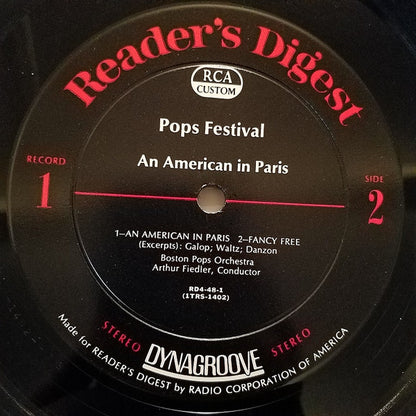 Reader's Digest
RCA
CUSTOM
Pops Festival
An American in Paris
RECORD
1
SIDE
2
1—AN AMERICAN IN PARIS 2—FANCY FREE
(Excerpts): Galop; Waltz; Danzon
Boston Pops Orchestra
Arthur Fiedler, Conductor
RD4-48-1
(1TRS-1402)
STEREO DYNAGROOVE STEREO
Made for READER'S DIGEST by RADIO CORPORATION OF AMERICA